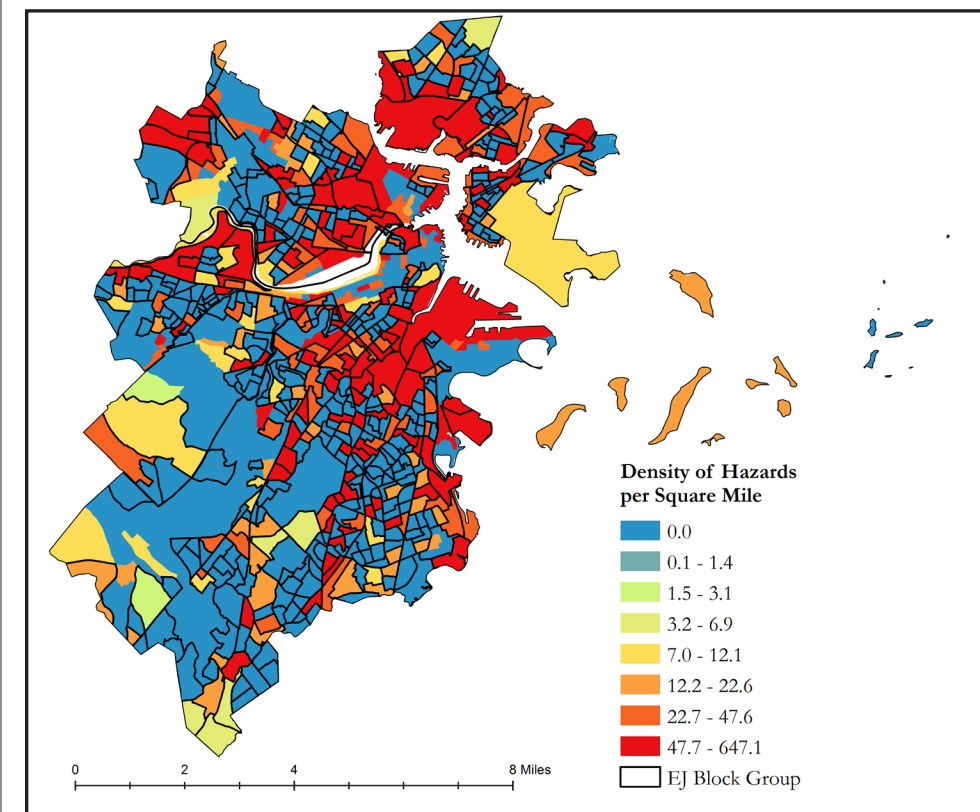 Density of Hazards
per Square Mile
0.0
0.1 - 1.4
1.5 - 3.1
3.2 - 6.9
7.0 - 12.1
12.2 - 22.6
22.7 - 47.6
47.7 - 647.1
EJ Block Group
0 2 4 8 Miles